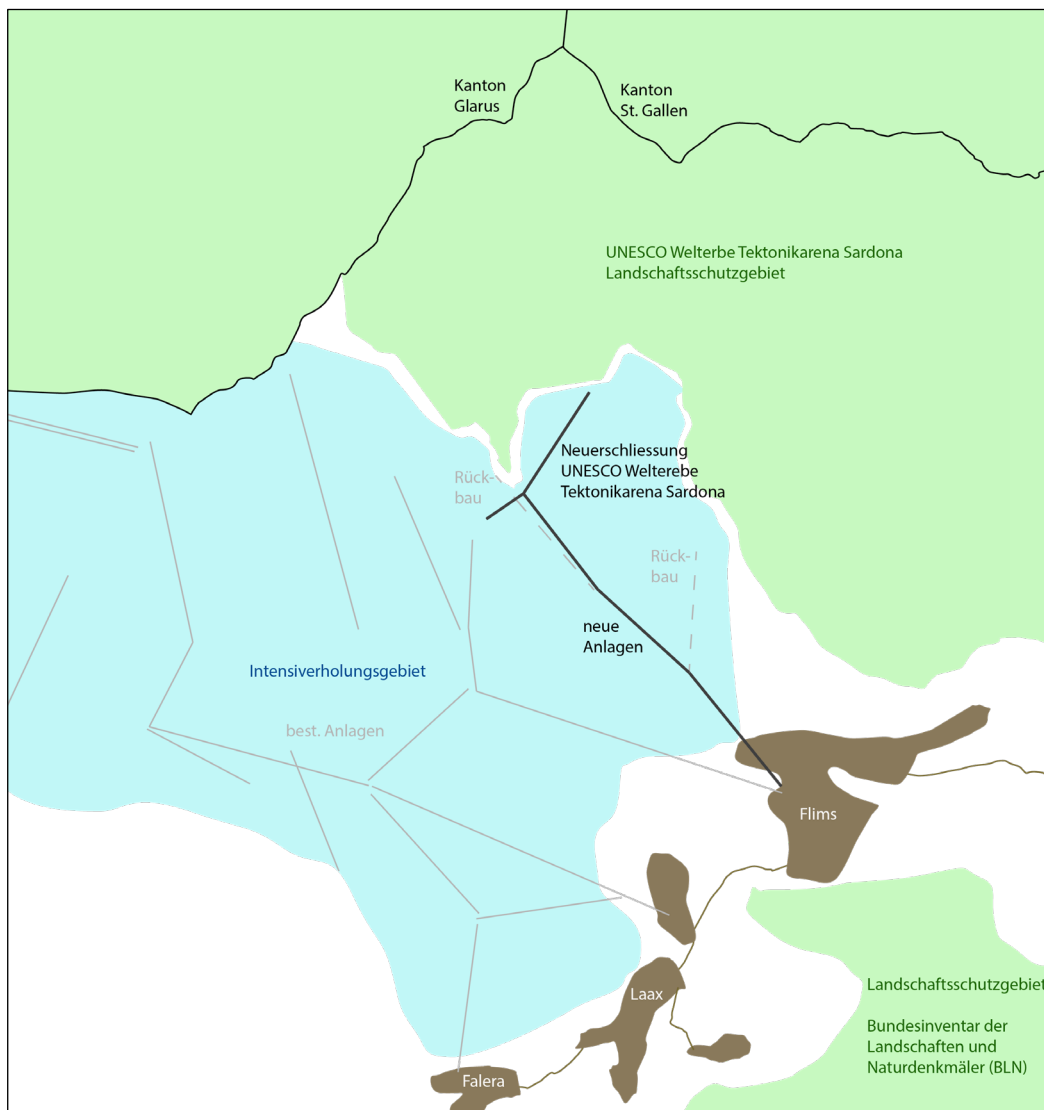 Kanton
Glarus
Kanton
St. Gallen
UNESCO Welterbe Tektonikarena Sardona
Landschaftsschutzgebiet
Neuerschliessung
UNESCO Welterebe
Tektonikarena Sardona
Rück-
bau
Rück-
bau
neue
Anlagen
Intensiverholungsgebiet
best. Anlagen
Flims
Laax
Falera
Landschaftsschutzgebiet
Bundesinventar der
Landschaften und
Naturdenkmäler (BLN)